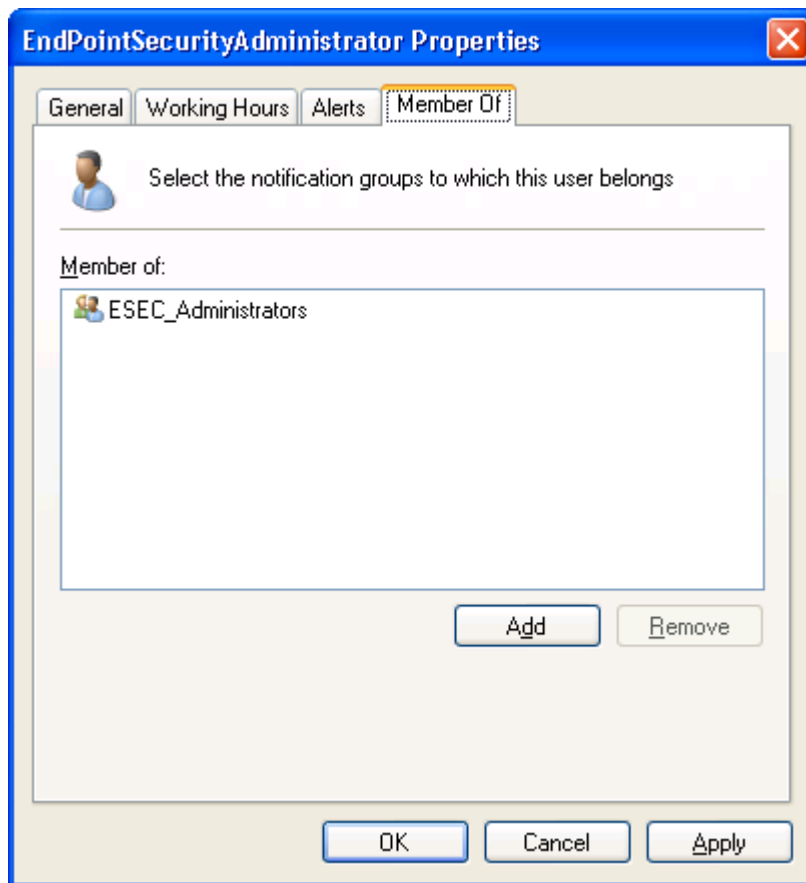 EndPointSecurityAdministrator Properties
General Working Hours Alerts Member Of
Select the notification groups to which this user belongs
Member of:
ESEC_Administrators
Add Remove
OK Cancel Apply